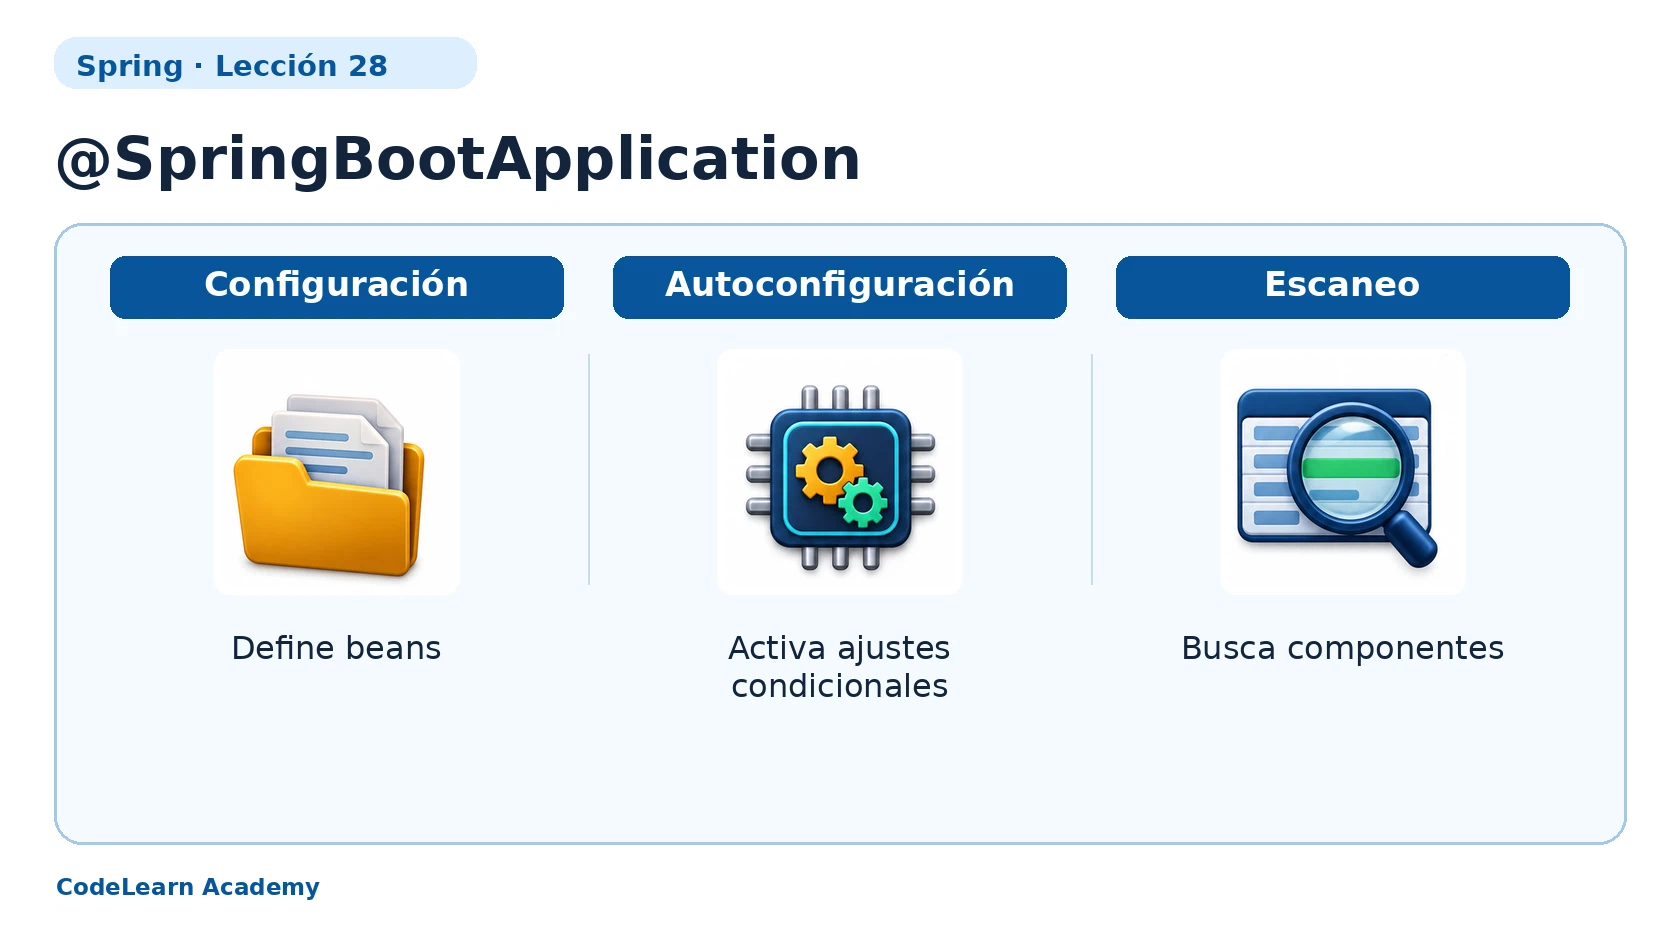 Spring · Lección 28
@SpringBootApplication
Configuración
Autoconfiguración
Escaneo
Define beans
Activa ajustes
condicionales
Busca componentes
CodeLearn Academy